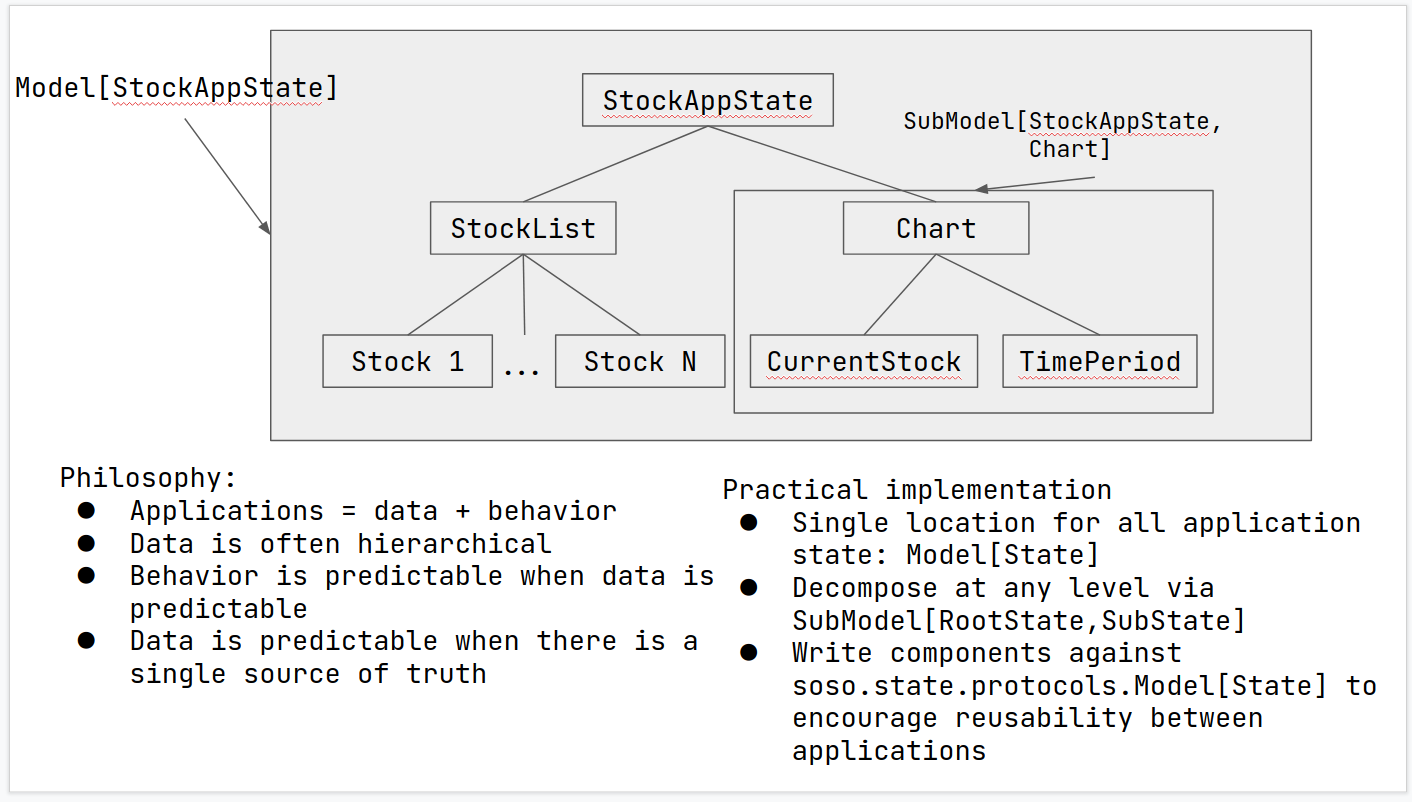 Model[StockAppState]
StockAppState
SubModel[StockAppState,
Chart]
StockList
Chart
Stock 1
...
Stock N
CurrentStock
TimePeriod
Philosophy:
● Applications = data + behavior
● Data is often hierarchical
● Behavior is predictable when data is
predictable
● Data is predictable when there is a
single source of truth
Practical implementation
● Single location for all application
state: Model[State]
● Decompose at any level via
SubModel[RootState,SubState]
● Write components against
soso.state.protocols.Model[State] to
encourage reusability between
applications